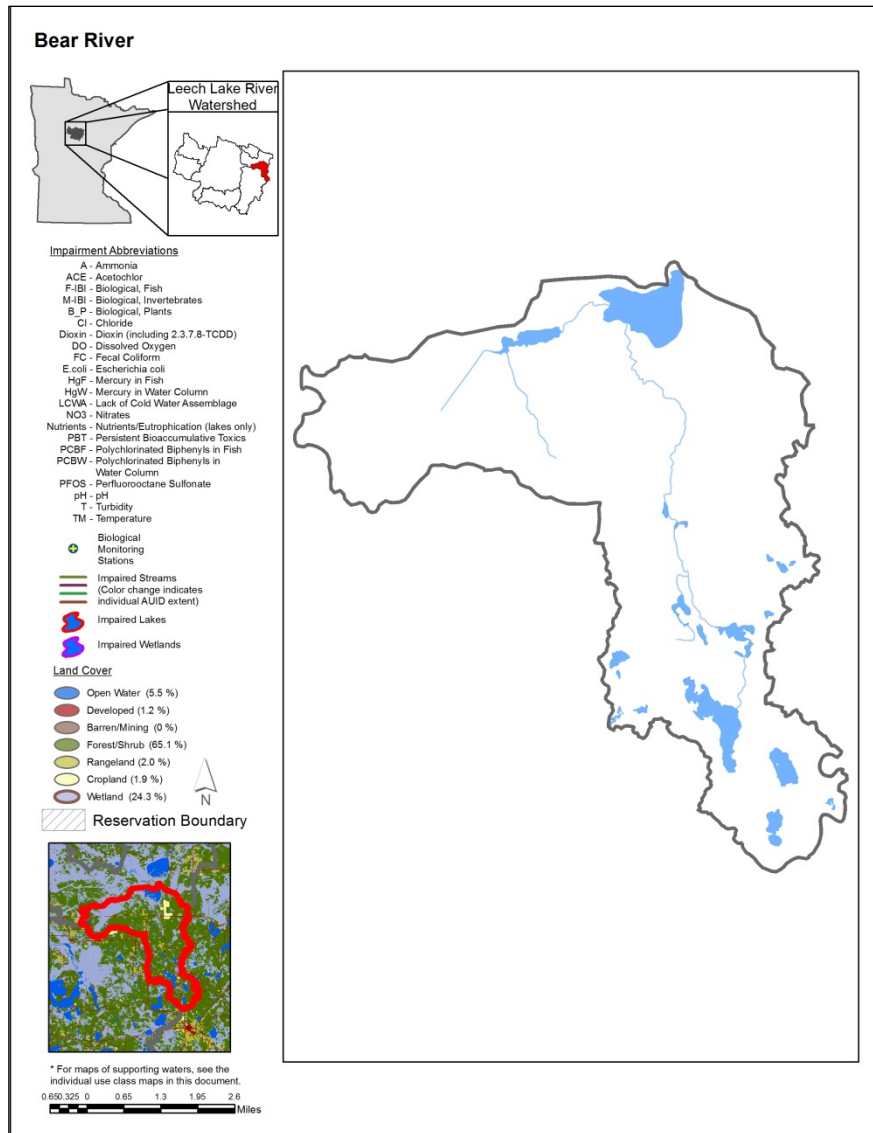 Bear River
Leech Lake River
Watershed
Impairment Abbreviations
A - Ammonia
ACE - Acetochlor
F-IBI - Biological, Fish
M-IBI - Biological, Invertebrates
B_P - Biological, Plants
Cl - Chloride
Dioxin - Dioxin (including 2.3.7.8-TCDD)
DO - Dissolved Oxygen
FC - Fecal Coliform
E.coli - Escherichia coli
HgF - Mercury in Fish
HgW - Mercury in Water Column
LCWA - Lack of Cold Water Assemblage
NO3 - Nitrates
Nutrients - Nutrients/Eutrophication (lakes only)
PBT - Persistent Bioaccumulative Toxics
PCBF - Polychlorinated Biphenyls in Fish
PCBW - Polychlorinated Biphenyls in
Water Column
PFOS - Perfluorooctane Sulfonate
pH - pH
T - Turbidity
TM - Temperature
Biological
Monitoring
Stations
Impaired Streams
(Color change indicates
individual AUID extent)
Impaired Lakes
Impaired Wetlands
Land Cover
Open Water (5.5 %)
Developed (1.2 %)
Barren/Mining (0 %)
Forest/Shrub (65.1 %)
Rangeland (2.0 %)
Cropland (1.9 %)
Wetland (24.3 %)
N
Reservation Boundary
* For maps of supporting waters, see the
individual use class maps in this document.
0.65 0.325 0 0.65 1.3 1.95 2.6
Miles